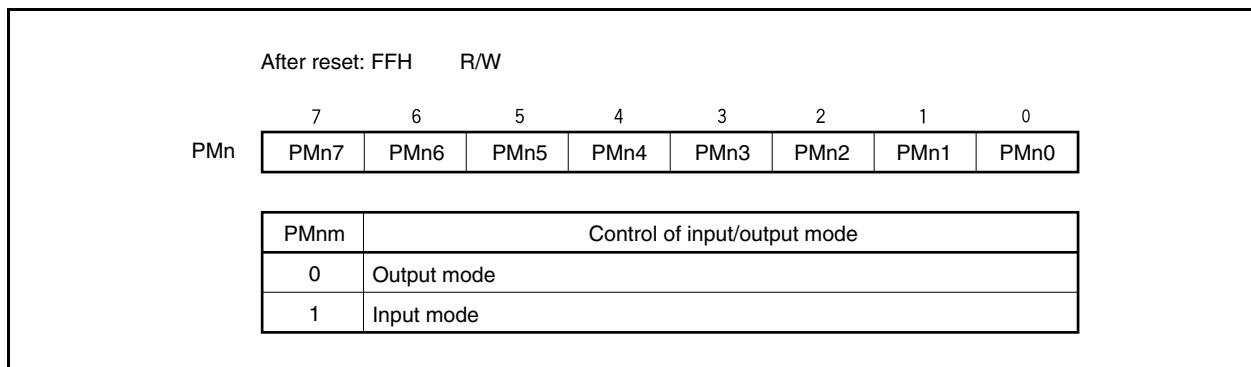 After reset: FFH R/W
7 6 5 4 3 2 1 0
PMn PMn7 PMn6 PMn5 PMn4 PMn3 PMn2 PMn1 PMn0
PMnm Control of input/output mode
0 Output mode
1 Input mode